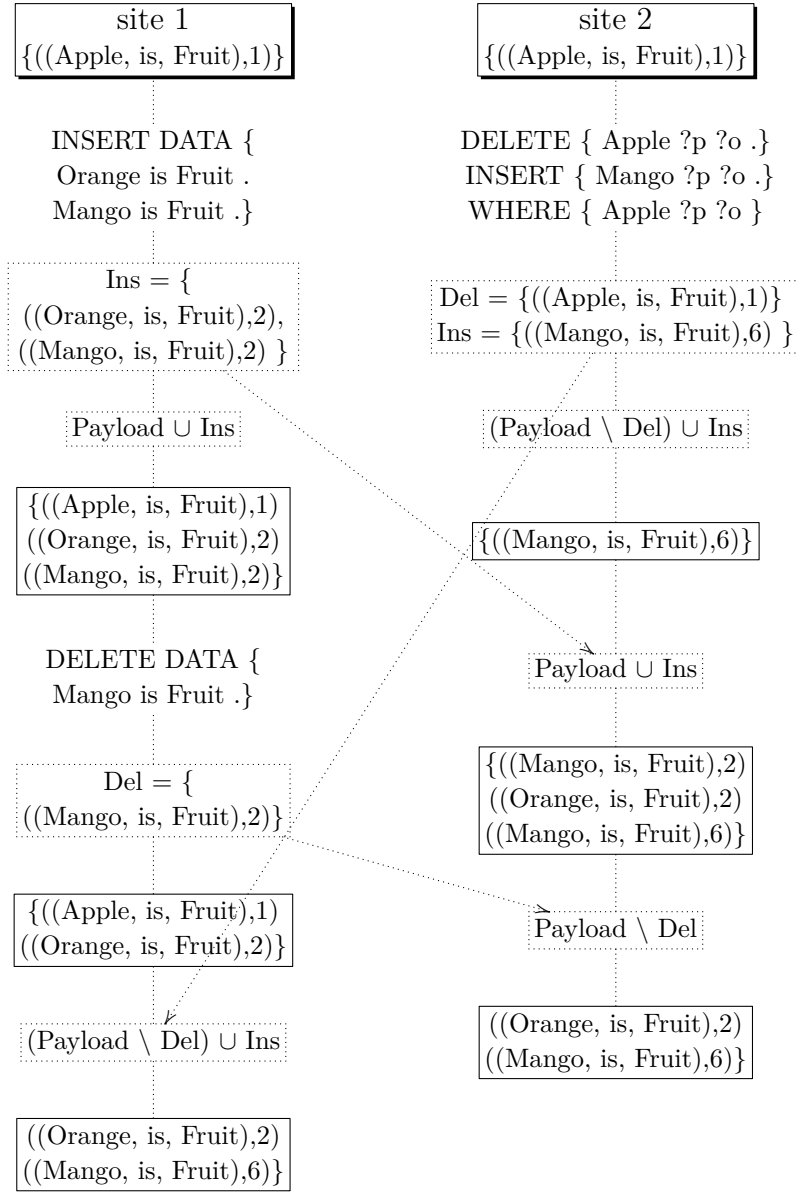 site 1
{((Apple, is, Fruit),1)}
INSERT DATA {
Orange is Fruit .
Mango is Fruit .}
Ins = {
((Orange, is, Fruit),2),
((Mango, is, Fruit),2) }
Payload ∪ Ins
{((Apple, is, Fruit),1)
((Orange, is, Fruit),2)
((Mango, is, Fruit),2)}
DELETE DATA {
Mango is Fruit .}
Del = {
((Mango, is, Fruit),2)}
{((Apple, is, Fruit),1)
((Orange, is, Fruit),2)}
(Payload \ Del) ∪ Ins
((Orange, is, Fruit),2)
((Mango, is, Fruit),6)}
site 2
{((Apple, is, Fruit),1)}
DELETE { Apple ?p ?o .}
INSERT { Mango ?p ?o .}
WHERE { Apple ?p ?o }
Del = {((Apple, is, Fruit),1)}
Ins = {((Mango, is, Fruit),6) }
(Payload \ Del) ∪ Ins
{((Mango, is, Fruit),6)}
Payload ∪ Ins
{((Mango, is, Fruit),2)
((Orange, is, Fruit),2)
((Mango, is, Fruit),6)}
Payload \ Del
((Orange, is, Fruit),2)
((Mango, is, Fruit),6)}